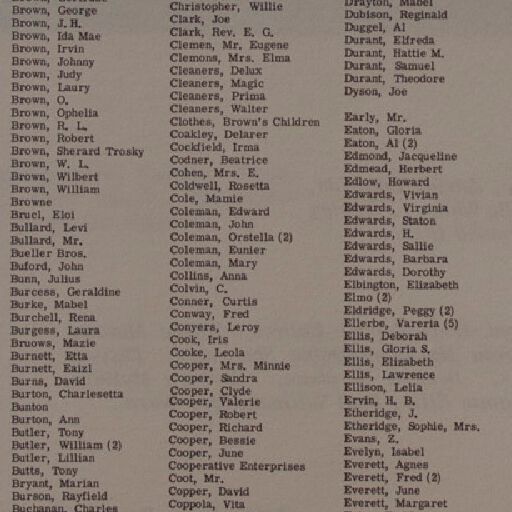 Brown, George
Brown, J. H.
Brown, Ida Mae
Brown, Irvin
Brown, Johnny
Brown, Judy
Brown, Laury
Brown, O.
Brown, Ophelia
Brown, R. L.
Brown, Robert
Brown, Sherard Trosky
Brown, W. L.
Brown, Wilbert
Brown, William
Browne
Brucl, Eloi
Bullard, Levi
Bullard, Mr.
Bueller Bros.
Buford, John
Bunn, Julius
Burcess, Geraldine
Burke, Mabel
Burchell, Rena
Burgess, Laura
Bruows, Mazie
Burnett, Etta
Burnett, Eaizl
Burns, David
Burton, Charlesetta
Banton
Burton, Ann
Butler, Tony
Butler, William (2)
Butler, Lillian
Butts, Tony
Bryant, Marian
Burson, Rayfield
Buchanan, Charles
Christopher, Willie
Clark, Joe
Clark, Rev. E. G.
Clemen, Mr. Eugene
Clemons, Mrs. Elma
Cleaners, Delux
Cleaners, Magic
Cleaners, Prima
Cleaners, Walter
Clothes, Brown's Children
Coakley, Delarer
Cockfield, Irma
Codner, Beatrice
Cohen, Mrs. E.
Coldwell, Rosetta
Cole, Mamie
Coleman, Edward
Coleman, John
Coleman, Orstella (2)
Coleman, Eunier
Coleman, Mary
Collins, Anna
Colvin, C.
Conner, Curtis
Conway, Fred
Conyers, Leroy
Cook, Iris
Cooke, Leola
Cooper, Mrs. Minnie
Cooper, Sandra
Cooper, Clyde
Cooper, Valerie
Cooper, Robert
Cooper, Richard
Cooper, Bessie
Cooper, June
Cooperative Enterprises
Coot, Mr.
Copper, David
Coppola, Vita
Drayton, Mabel
Dubison, Reginald
Duggel, Al
Durant, Elfreda
Durant, Hattie M.
Durant, Samuel
Durant, Theodore
Dyson, Joe
Early, Mr.
Eaton, Gloria
Eaton, Al (2)
Edmond, Jacqueline
Edmead, Herbert
Edlow, Howard
Edwards, Vivian
Edwards, Virginia
Edwards, Staton
Edwards, H.
Edwards, Sallie
Edwards, Barbara
Edwards, Dorothy
Elbington, Elizabeth
Elmo (2)
Eldridge, Peggy (2)
Ellerbe, Vareria (5)
Ellis, Deborah
Ellis, Gloria S.
Ellis, Elizabeth
Ellis, Lawrence
Ellison, Lelia
Ervin, H. B.
Etheridge, J.
Etheridge, Sophie, Mrs.
Evans, Z.
Evelyn, Isabel
Everett, Agnes
Everett, Fred (2)
Everett, June
Everett, Margaret